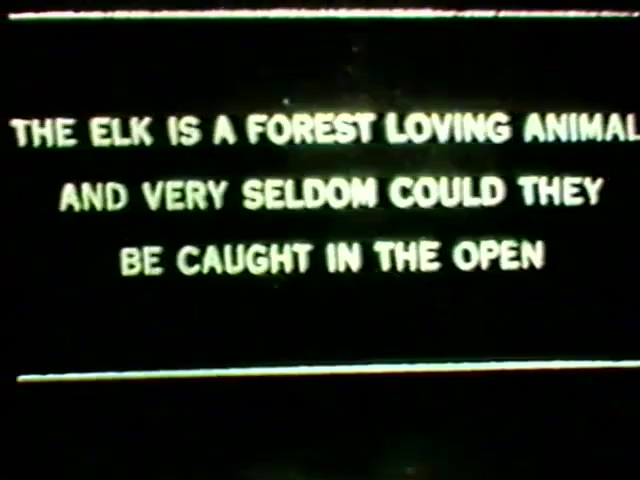 THE ELK IS A FOREST LOVING ANIMAL
AND VERY SELDOM COULD THEY
BE CAUGHT IN THE OPEN